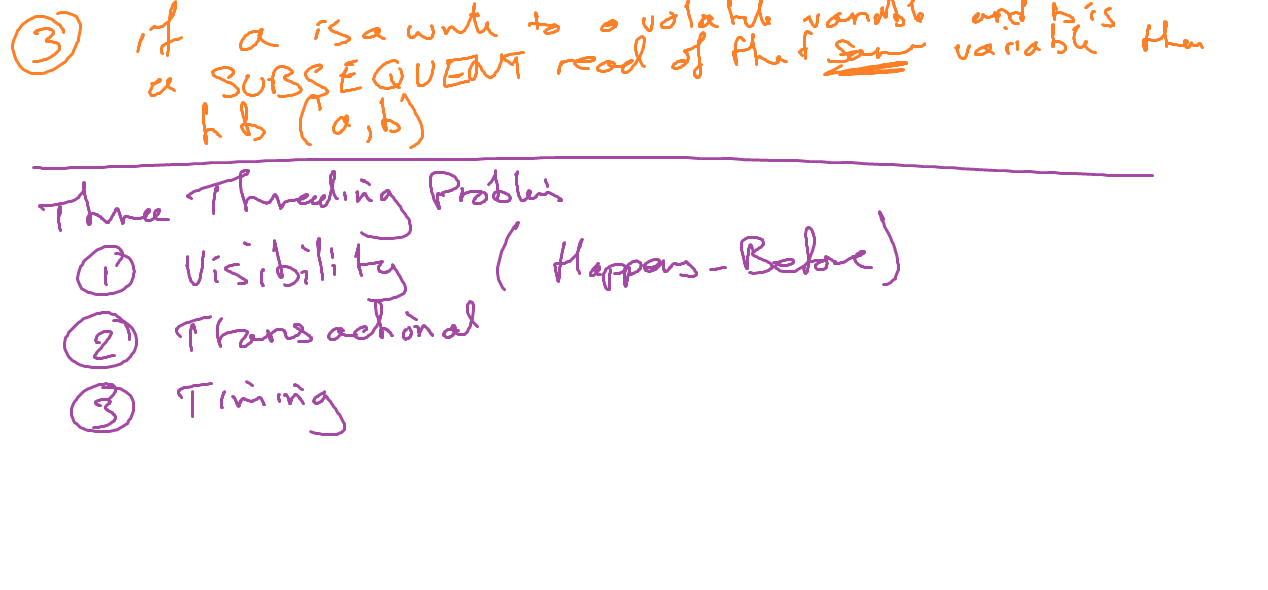 ③ if a is a write to a volatile variable and b is
a SUBSEQUENT read of that same variable then
hb (a,b)
Three Threading Problems
① Visibility (Happens-Before)
② Transactional
③ Timing